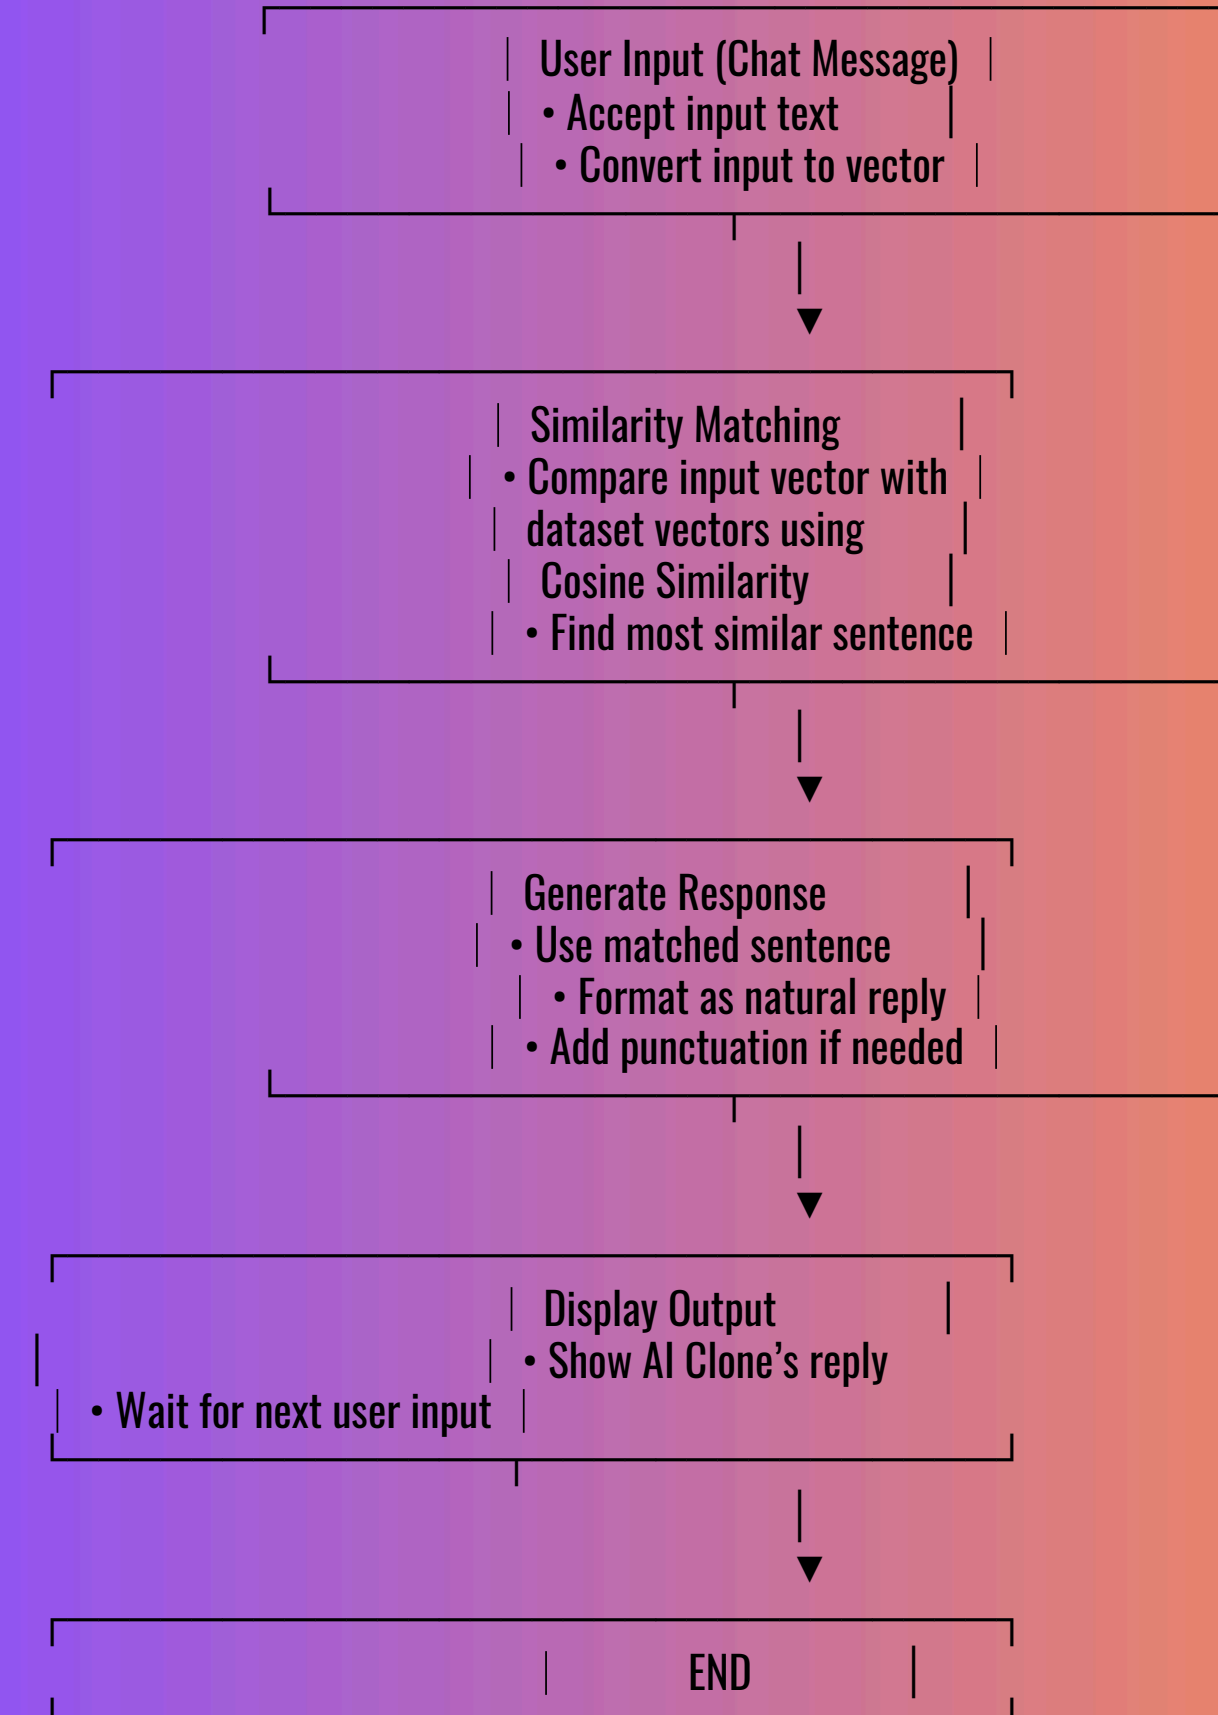 User Input (Chat Message)
• Accept input text
• Convert input to vector
▼
Similarity Matching
• Compare input vector with
dataset vectors using
Cosine Similarity
• Find most similar sentence
▼
Generate Response
• Use matched sentence
• Format as natural reply
• Add punctuation if needed
▼
Display Output
• Show AI Clone’s reply
• Wait for next user input
▼
END